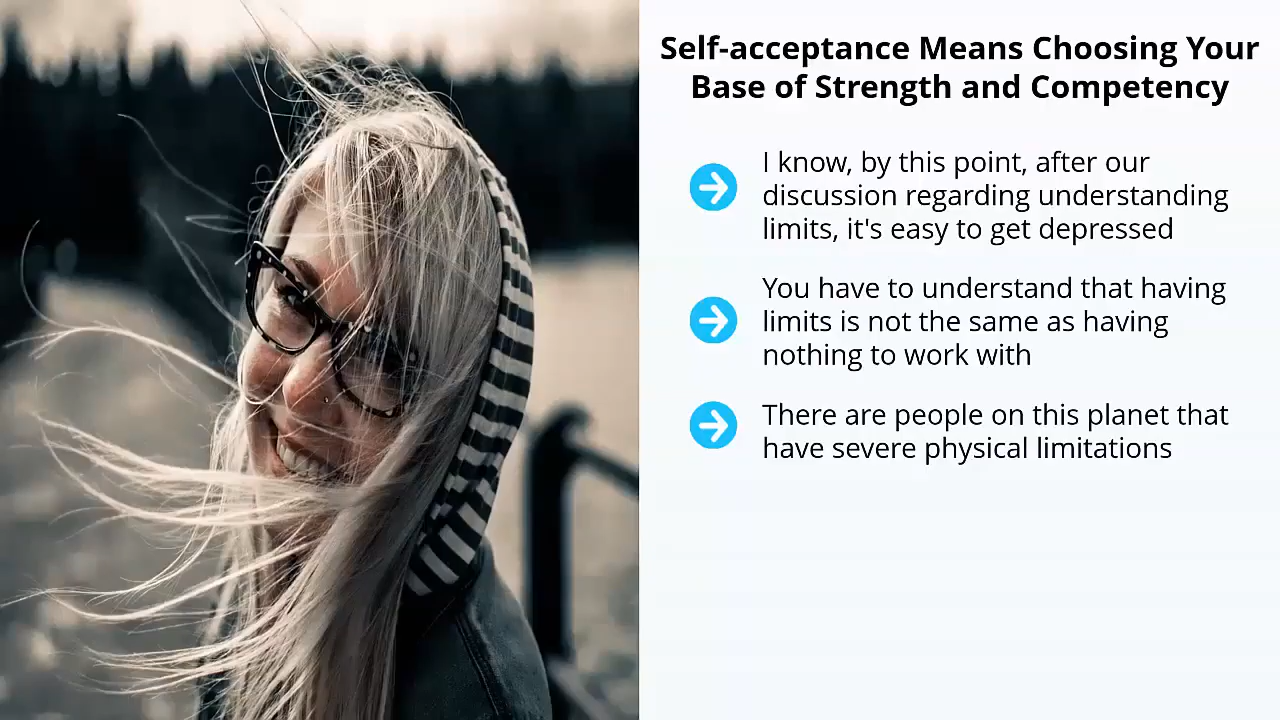 Self-acceptance Means Choosing Your
Base of Strength and Competency
I know, by this point, after our
discussion regarding understanding
limits, it's easy to get depressed
You have to understand that having
limits is not the same as having
nothing to work with
There are people on this planet that
have severe physical limitations